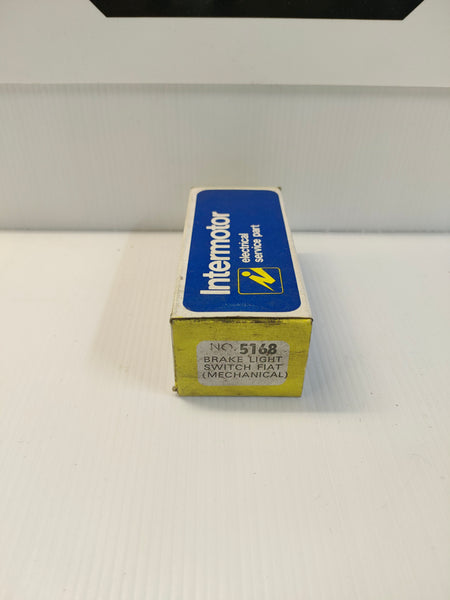 Intermotor
electrical
service part
NO. 5168
BRAKE LIGHT
SWITCH FIAT
(MECHANICAL)